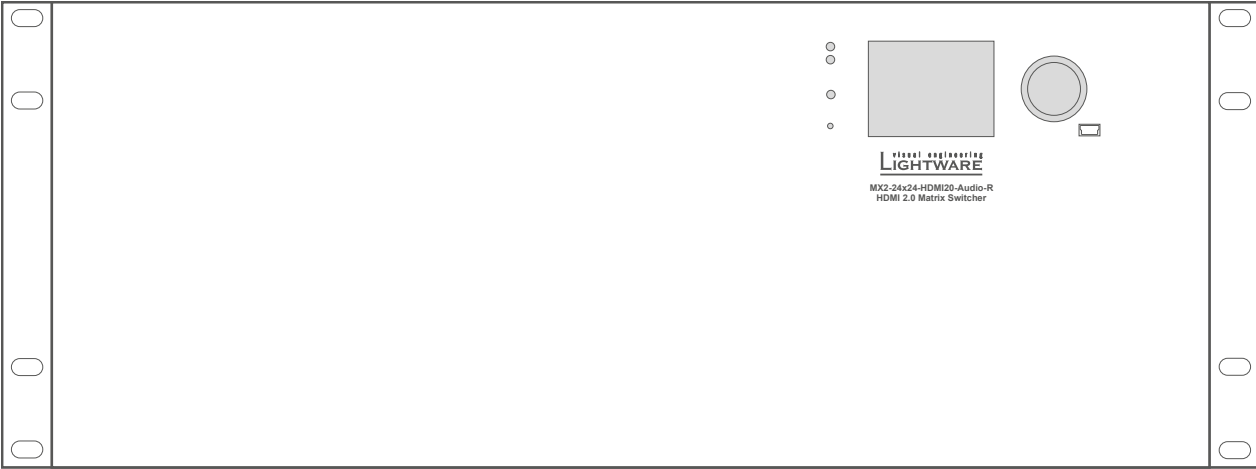 visual engineering
LIGHTWARE
MX2-24x24-HDMI20-Audio-R
HDMI 2.0 Matrix Switcher